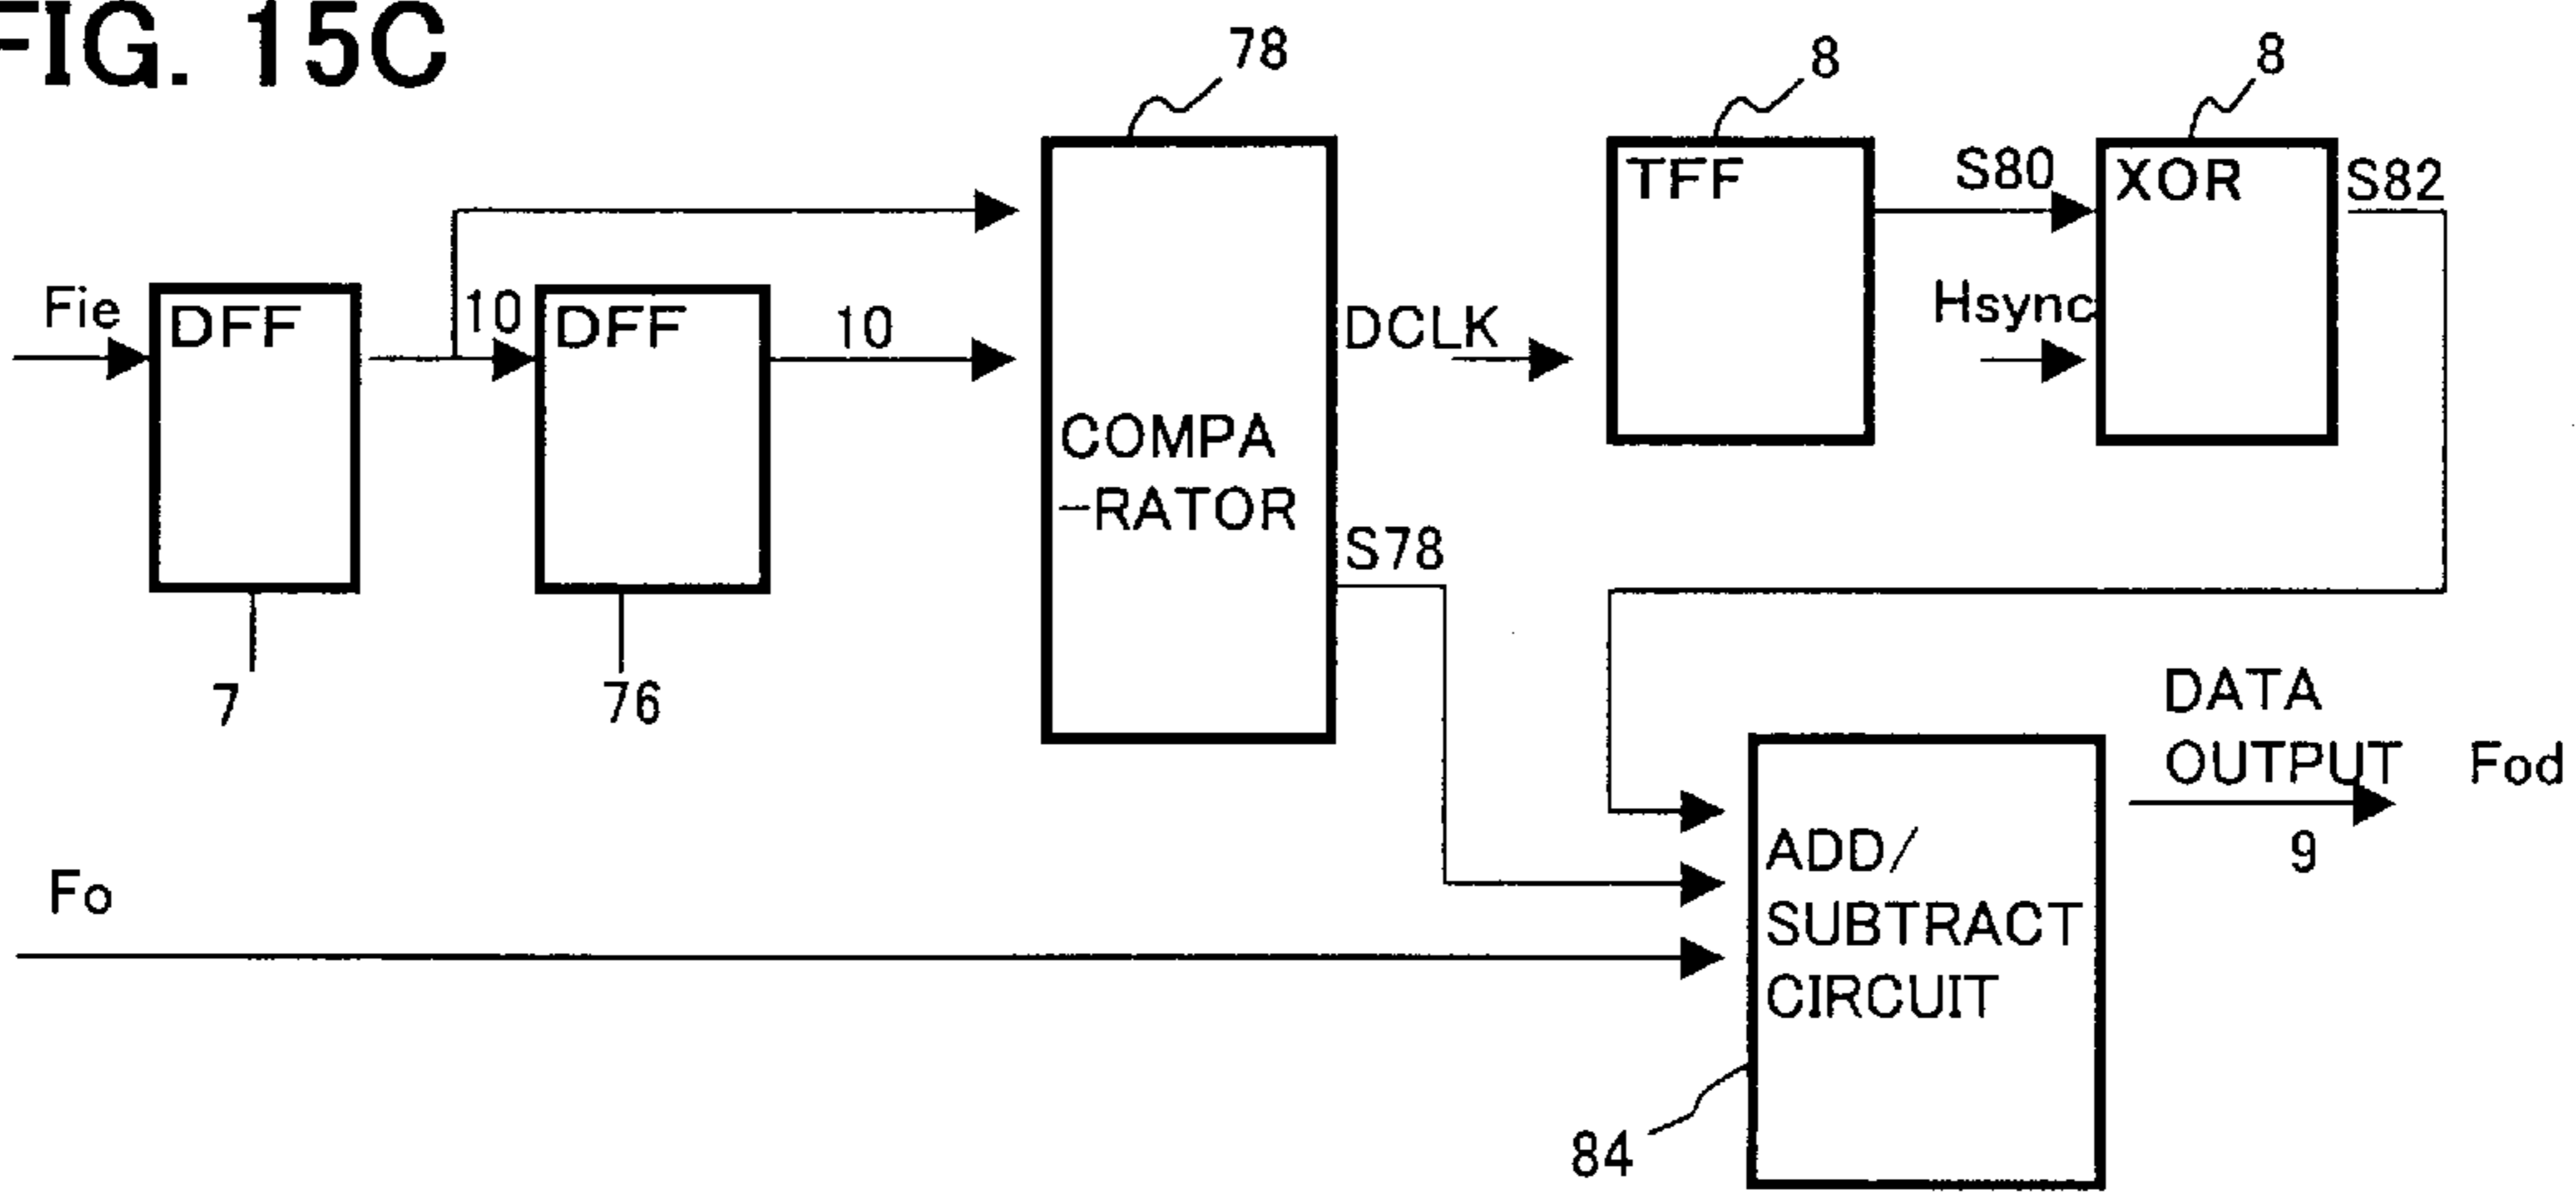 FIG. 15C
78
8
8
TFF
S80
XOR
S82
Fie
DFF
10
DFF
10
DCLK
Hsync
COMPA
-RATOR
S78
7
76
DATA
OUTPUT
Fod
9
Fo
ADD/
SUBTRACT
CIRCUIT
84